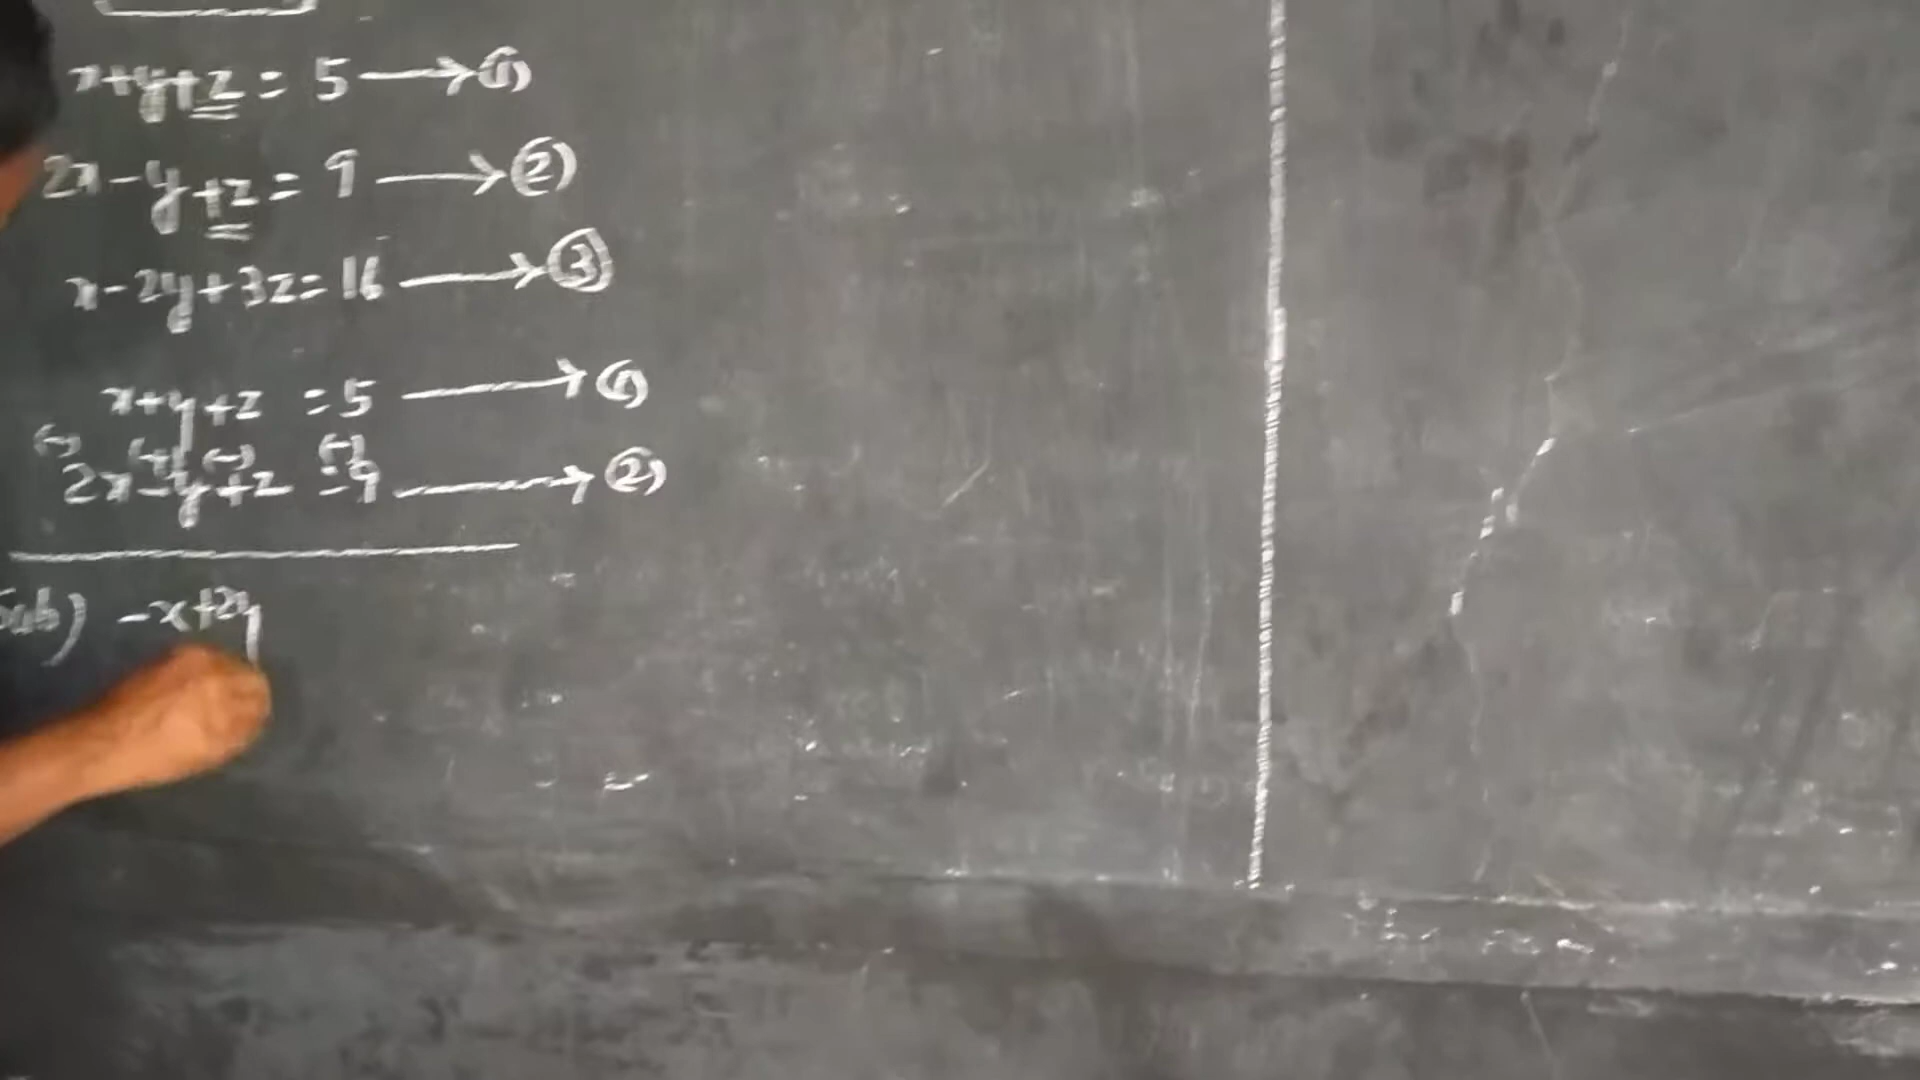 x+y+z = 5 → (1)
2x-y+z = 9 → (2)
x-2y+3z = 16 → (3)
x+y+z = 5 → (1)
(-) (+) (-) (-)
2x-y+z = 9 → (2)
Sub) -x+2y